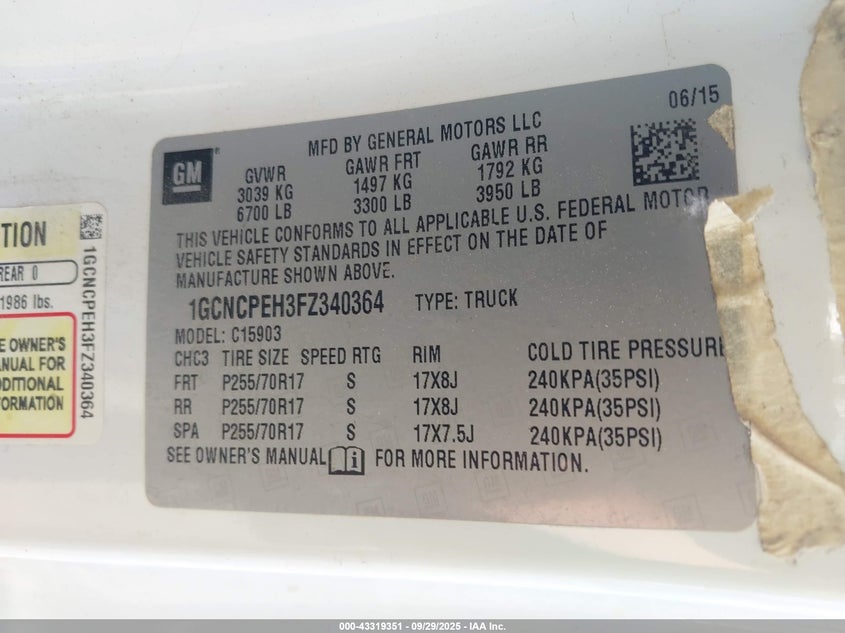 06/15
MFD BY GENERAL MOTORS LLC
GM
GVWR GAWR FRT GAWR RR
3039 KG 1497 KG 1792 KG
6700 LB 3300 LB 3950 LB
THIS VEHICLE CONFORMS TO ALL APPLICABLE U.S. FEDERAL MOTOR
VEHICLE SAFETY STANDARDS IN EFFECT ON THE DATE OF
MANUFACTURE SHOWN ABOVE.
1GCNCPEH3FZ340364 TYPE: TRUCK
MODEL: C15903
CHC3 TIRE SIZE SPEED RTG RIM COLD TIRE PRESSURE
FRT P255/70R17 S 17X8J 240KPA(35PSI)
RR P255/70R17 S 17X8J 240KPA(35PSI)
SPA P255/70R17 S 17X7.5J 240KPA(35PSI)
SEE OWNER'S MANUAL i FOR MORE INFORMATION.
TION
REAR 0
1986 lbs.
E OWNER'S
ANUAL FOR
DDITIONAL
FORMATION
1GCNCPEH3FZ340364
000-43319351 | 09/29/2025 - IAA Inc.